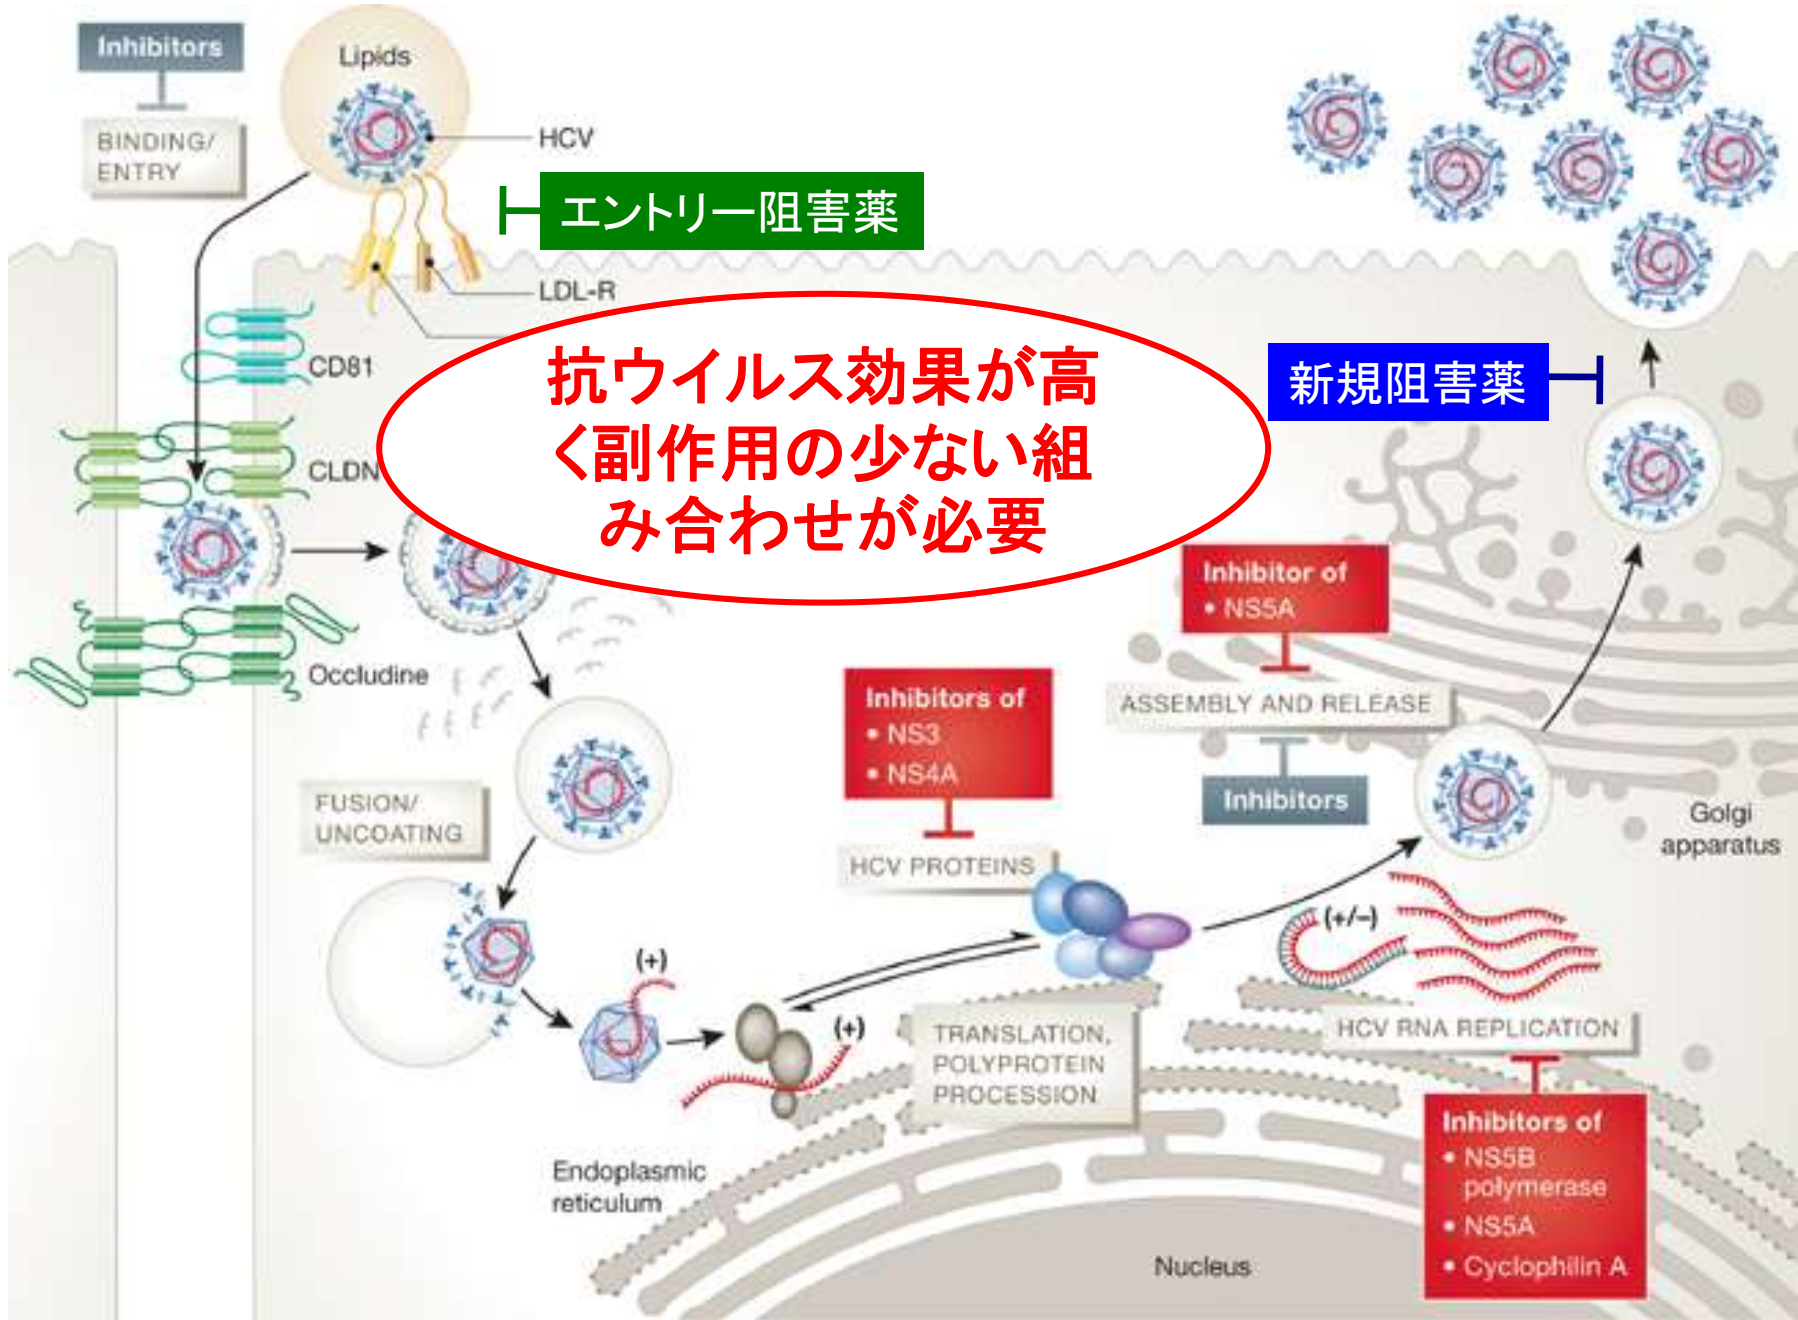 Inhibitors
BINDING/
ENTRY
Lipids
HCV
エントリー阻害薬
LDL-R
CD81
CLDN
Occludine
抗ウイルス効果が高
く副作用の少ない組
み合わせが必要
新規阻害薬
Inhibitor of
• NS5A
ASSEMBLY AND RELEASE
Inhibitors
Inhibitors of
• NS3
• NS4A
HCV PROTEINS
Golgi
apparatus
FUSION/
UNCOATING
(+)
(+)
(+/−)
TRANSLATION,
POLYPROTEIN
PROCESSION
HCV RNA REPLICATION
Inhibitors of
• NS5B
polymerase
• NS5A
• Cyclophilin A
Endoplasmic
reticulum
Nucleus